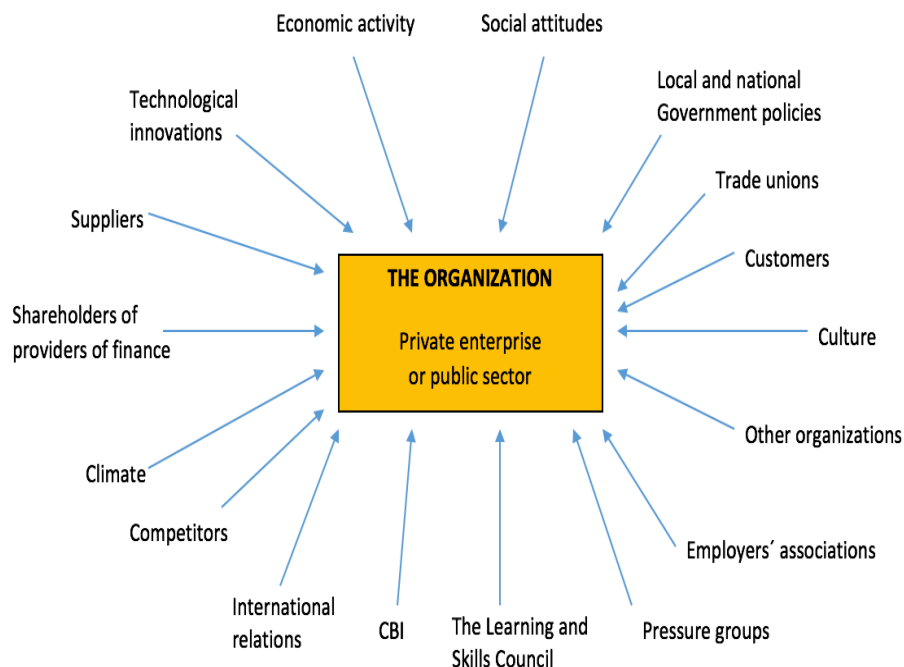 Economic activity
Social attitudes
Local and national
Government policies
Technological
innovations
Trade unions
Suppliers
Customers
THE ORGANIZATION
Private enterprise
or public sector
Shareholders of
providers of finance
Culture
Other organizations
Climate
Competitors
Employers´ associations
International
relations
CBI
The Learning and
Skills Council
Pressure groups